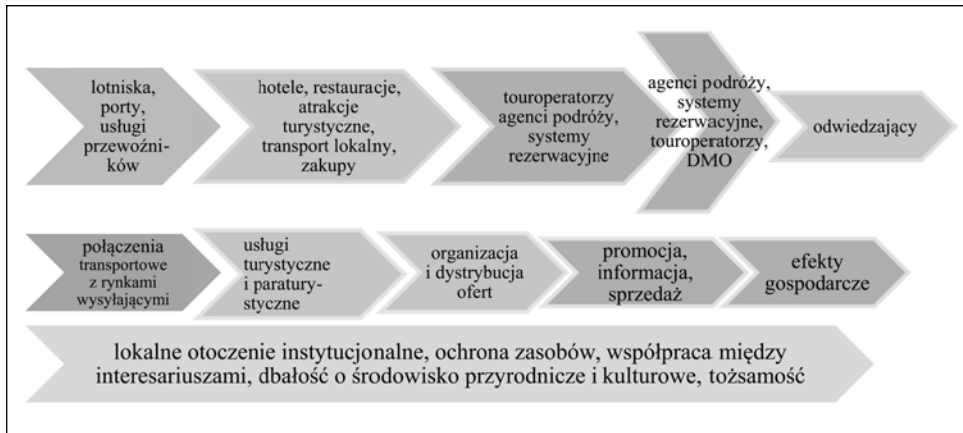 lotniska,
porty,
usługi
przewoźni-
ków
hotele, restauracje,
atrakcje
turystyczne,
transport lokalny,
zakupy
touroperatorzy
agenci podróży,
systemy
rezerwacyjne
agenci podróży,
systemy
rezerwacyjne,
touroperatorzy,
DMO
odwiedzający
połączenia
transportowe
z rynkami
wysyłającymi
usługi
turystyczne
i paratury-
styczne
organizacja
i dystrybucja
ofert
promocja,
informacja,
sprzedaż
efekty
gospodarcze
lokalne otoczenie instytucjonalne, ochrona zasobów, współpraca między
interesariuszami, dbałość o środowisko przyrodnicze i kulturowe, tożsamość